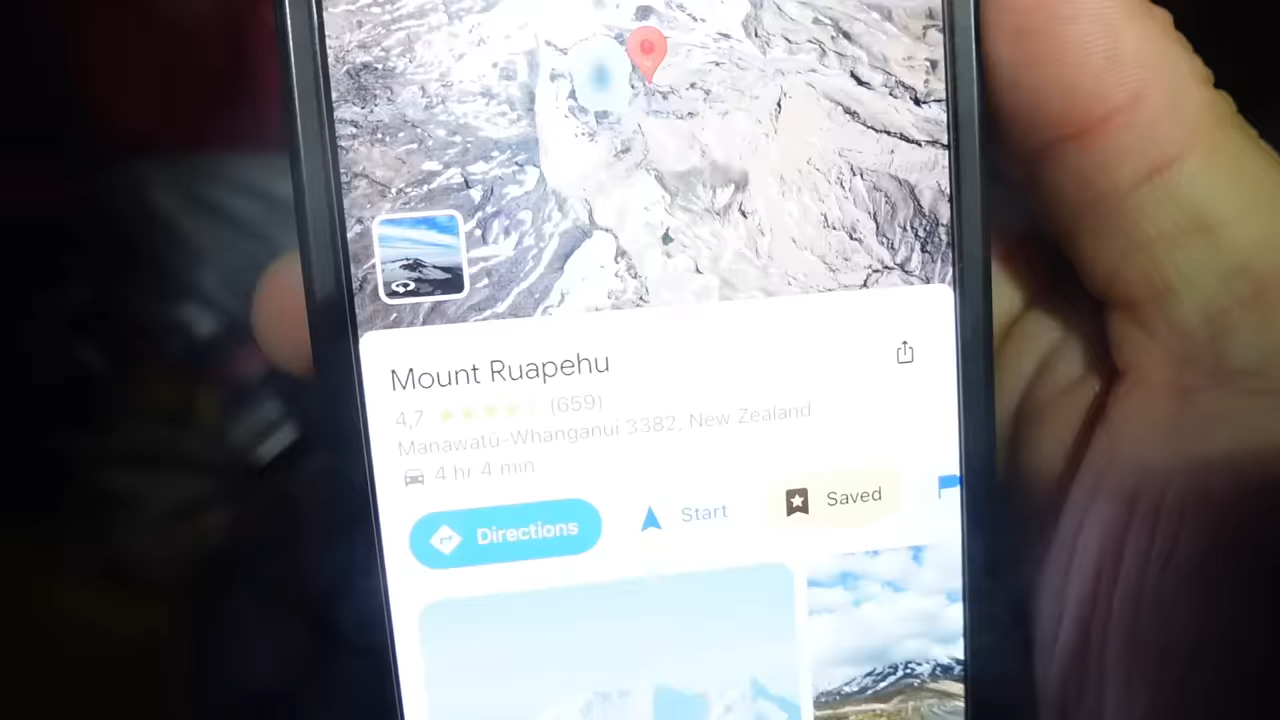 Mount Ruapehu
4,7 (659)
Manawatū-Whanganui 3382, New Zealand
4 hr 4 min
Directions Start Saved